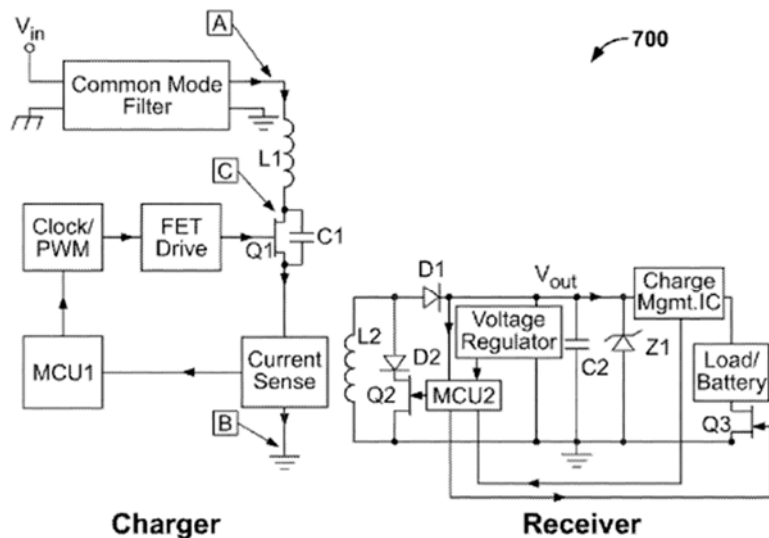 700
A
Vin
Common Mode
Filter
L1
C
Clock/
PWM
FET
Drive
Q1
C1
MCU1
Current
Sense
B
D1
Vout
Charge
Mgmt.IC
Voltage
Regulator
L2
D2
C2
Z1
Load/
Battery
Q2
MCU2
Q3
Charger
Receiver